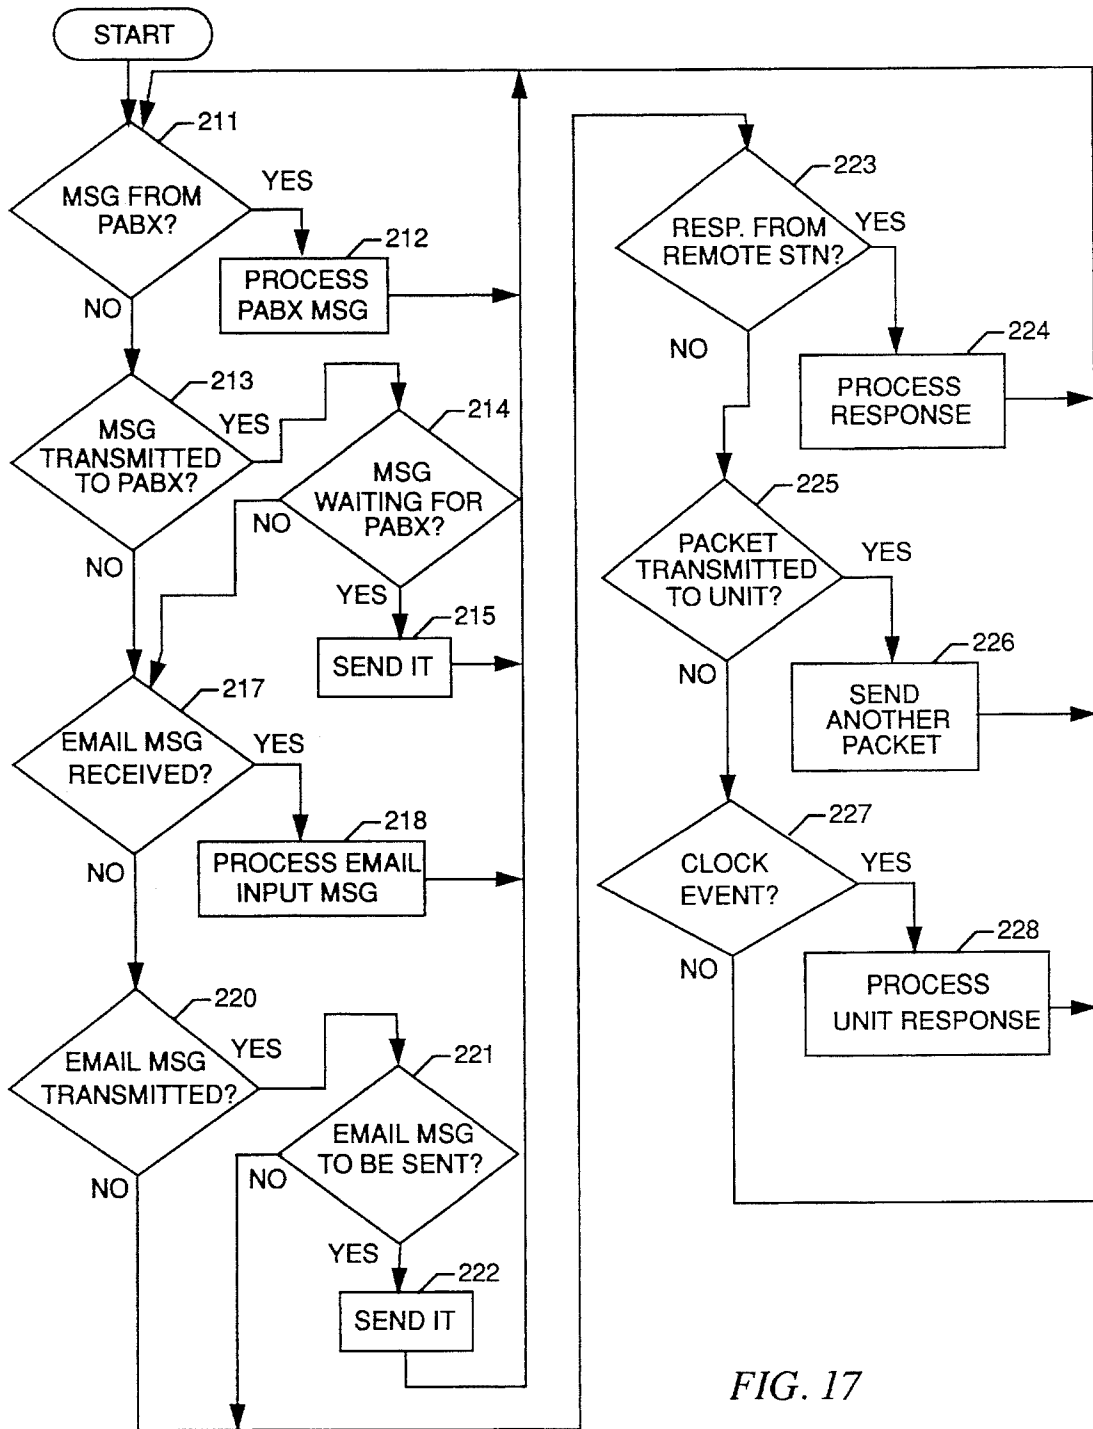 START
211
MSG FROM
PABX?
YES
212
PROCESS
PABX MSG
NO
213
MSG
TRANSMITTED
TO PABX?
YES
214
MSG
WAITING FOR
PABX?
NO
NO
YES
215
SEND IT
217
EMAIL MSG
RECEIVED?
YES
218
PROCESS EMAIL
INPUT MSG
NO
220
EMAIL MSG
TRANSMITTED?
YES
221
EMAIL MSG
TO BE SENT?
NO
NO
YES
222
SEND IT
223
RESP. FROM
REMOTE STN?
YES
224
PROCESS
RESPONSE
NO
225
PACKET
TRANSMITTED
TO UNIT?
YES
226
SEND
ANOTHER
PACKET
NO
227
CLOCK
EVENT?
YES
228
PROCESS
UNIT RESPONSE
NO
FIG. 17